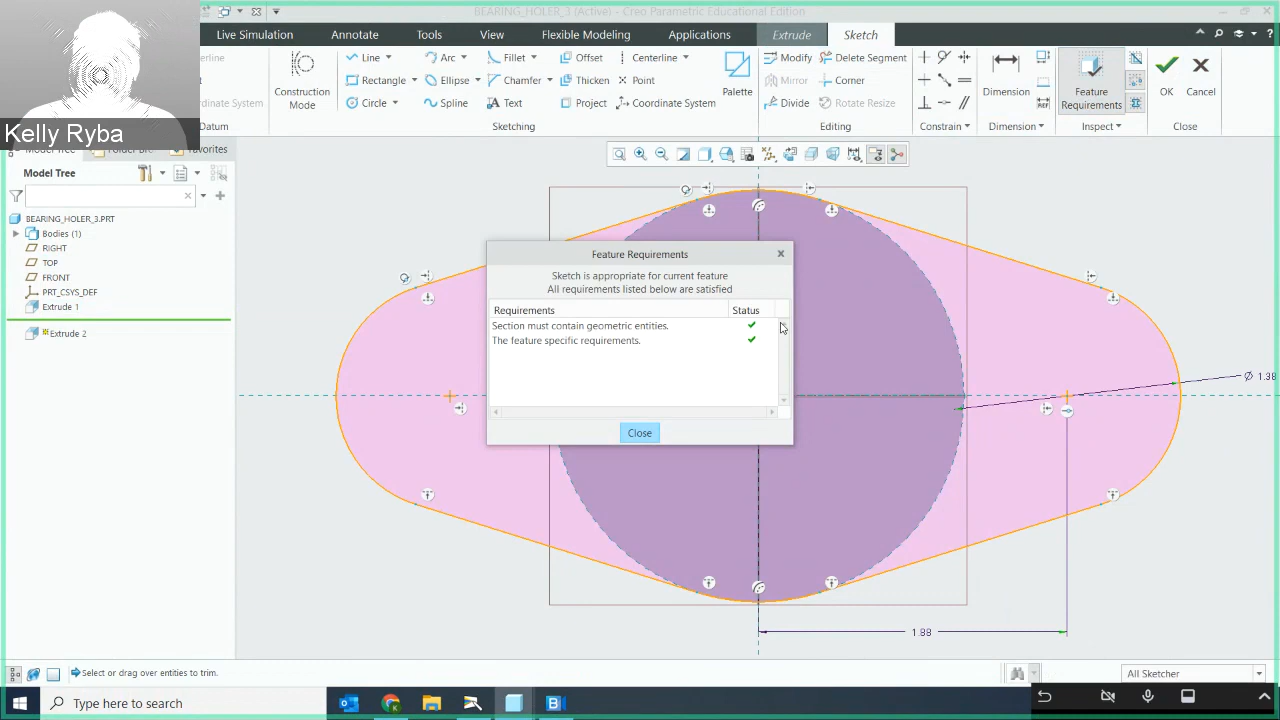 BEARING_HOLER_3 (Active) - Creo Parametric Educational Edition
Live Simulation Annotate Tools View Flexible Modeling Applications Extrude Sketch
Line Arc Fillet Offset Centerline Modify Delete Segment
Rectangle Ellipse Chamfer Thicken Point Mirror Corner
Circle Spline Text Project Coordinate System Divide Rotate Resize
Construction Mode
Palette
Dimension
Feature Requirements
OK
Cancel
Datum Sketching Editing Constrain Dimension Inspect Close
Kelly Ryba
Favorites
Model Tree
BEARING_HOLER_3.PRT
Bodies (1)
RIGHT
TOP
FRONT
PRT_CSYS_DEF
Extrude 1
Extrude 2
Feature Requirements
Sketch is appropriate for current feature
All requirements listed below are satisfied
Requirements Status
Section must contain geometric entities.
The feature specific requirements.
Close
Ø 1.38
1.88
Select or drag over entities to trim.
All Sketcher
Type here to search